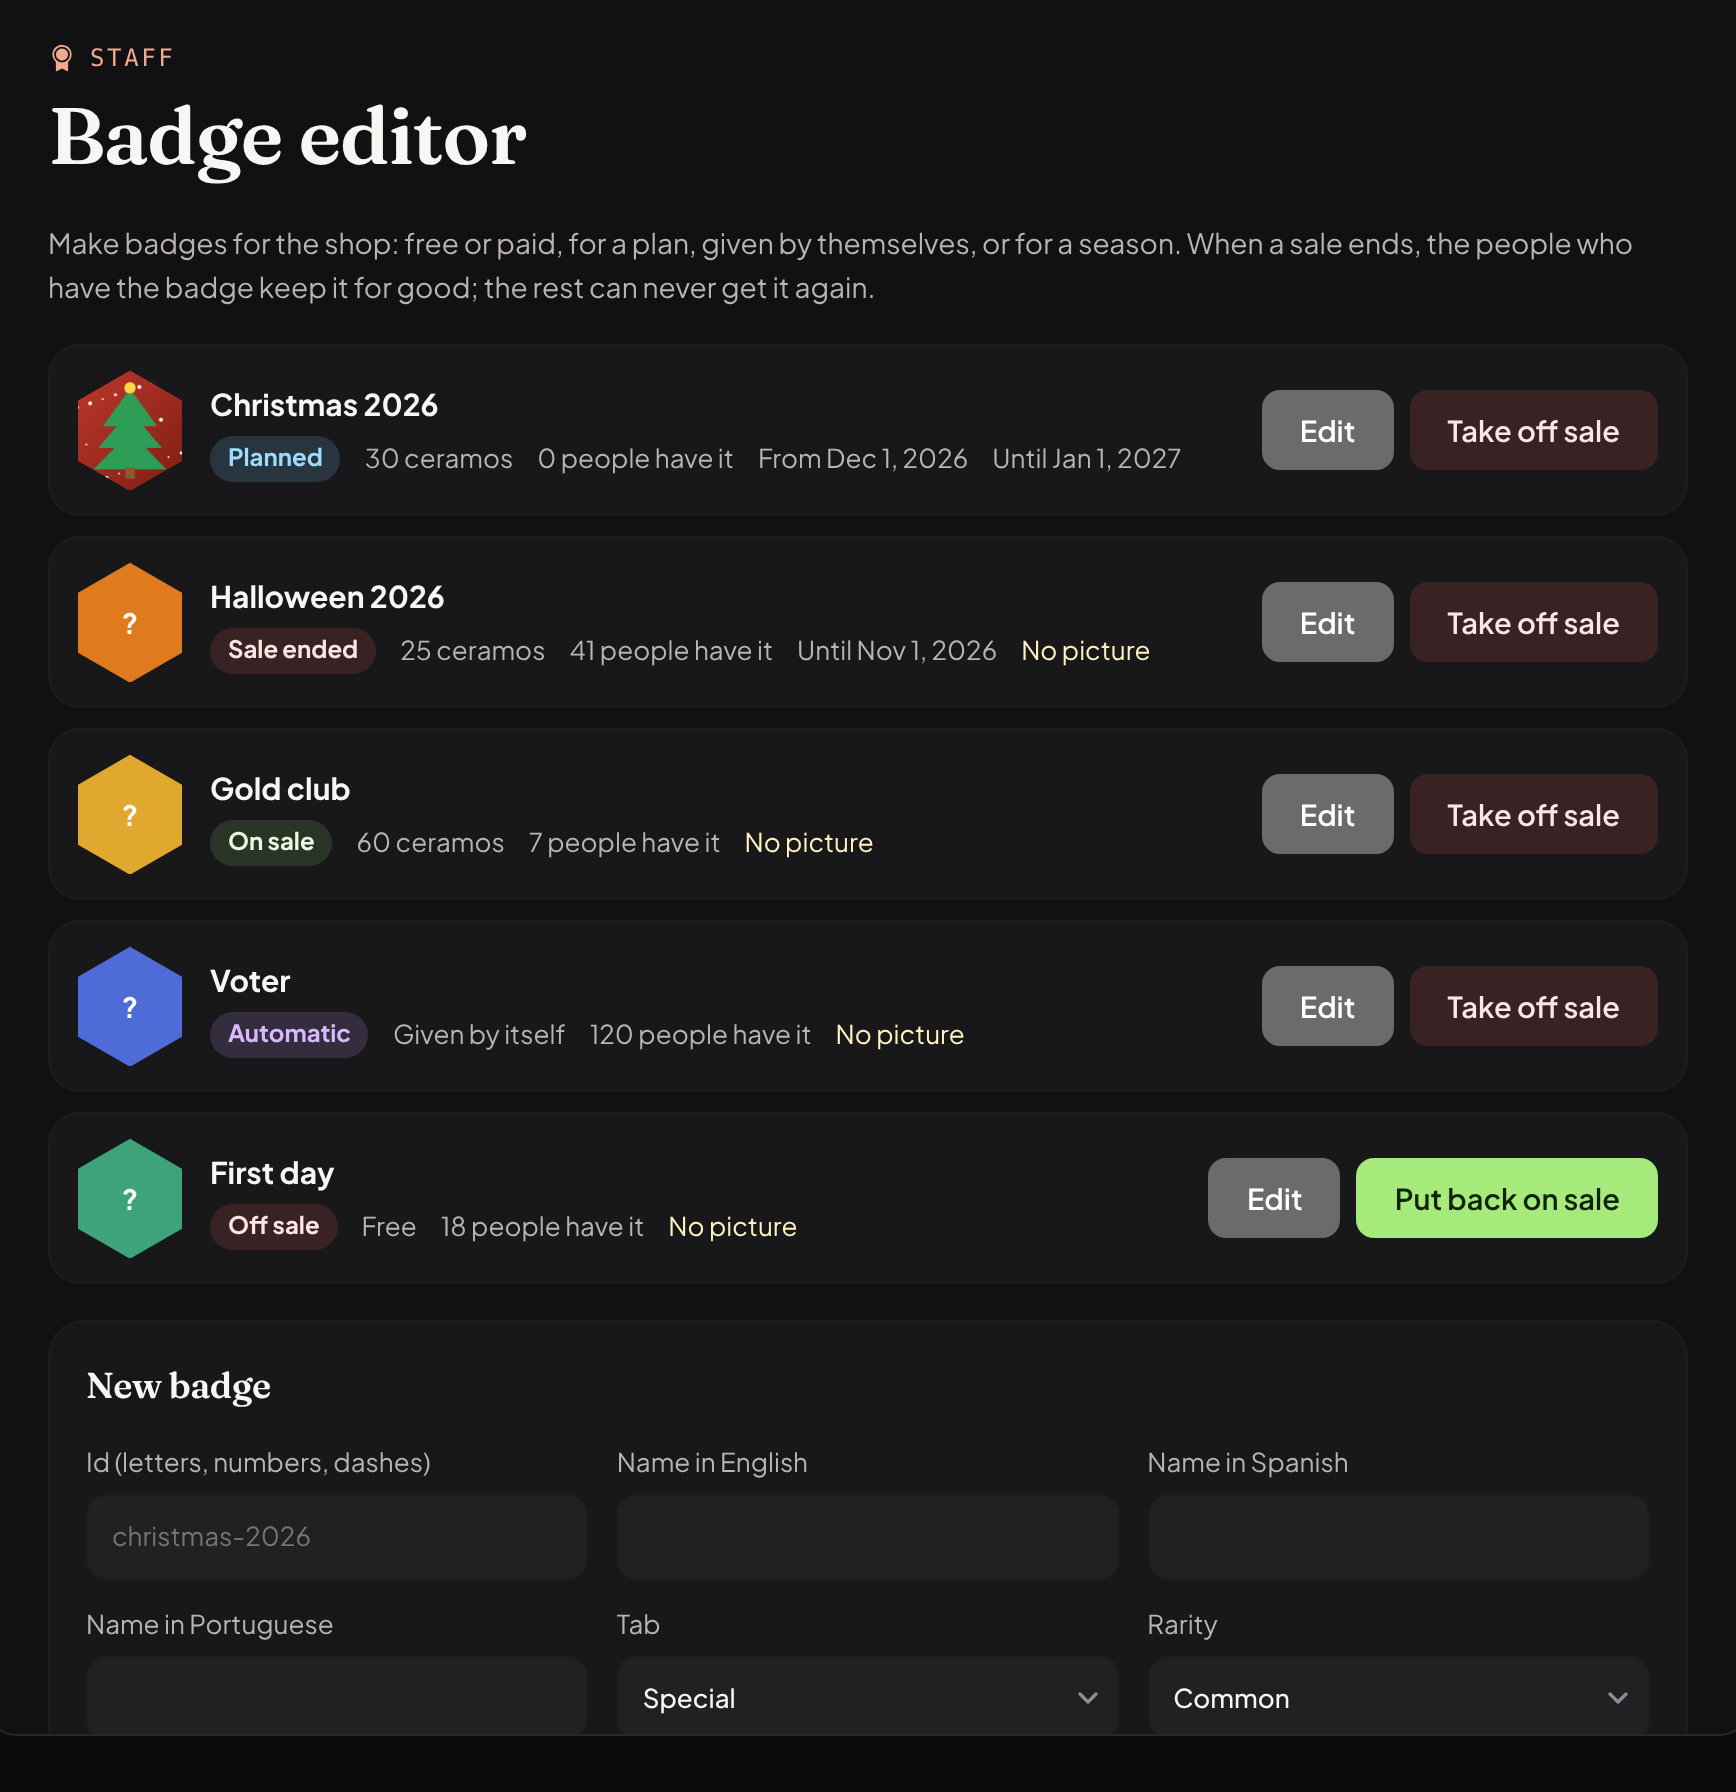 STAFF
Badge editor
Make badges for the shop: free or paid, for a plan, given by themselves, or for a season. When a sale ends, the people who
have the badge keep it for good; the rest can never get it again.
Christmas 2026
Planned 30 ceramos 0 people have it From Dec 1, 2026 Until Jan 1, 2027
Edit Take off sale
?
Halloween 2026
Sale ended 25 ceramos 41 people have it Until Nov 1, 2026 No picture
Edit Take off sale
?
Gold club
On sale 60 ceramos 7 people have it No picture
Edit Take off sale
?
Voter
Automatic Given by itself 120 people have it No picture
Edit Take off sale
?
First day
Off sale Free 18 people have it No picture
Edit Put back on sale
New badge
Id (letters, numbers, dashes) Name in English Name in Spanish
christmas-2026
Name in Portuguese Tab Rarity
Special Common